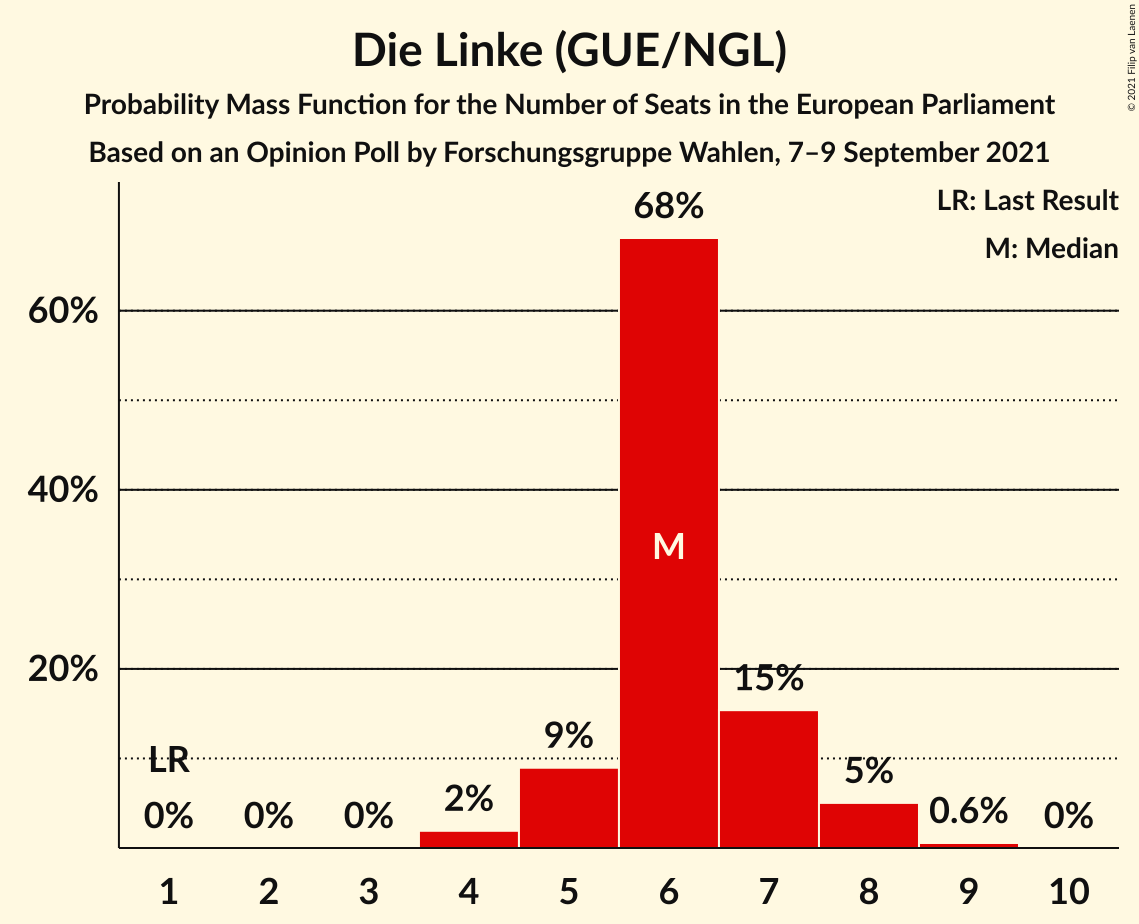 Die Linke (GUE/NGL)
Probability Mass Function for the Number of Seats in the European Parliament
Based on an Opinion Poll by Forschungsgruppe Wahlen, 7–9 September 2021
© 2021 Filip van Laenen
LR: Last Result
M: Median
68%
60%
40%
M
20%
15%
9%
LR
5%
2%
0.6%
0%
0%
0%
0%
1
2
3
4
5
6
7
8
9
10